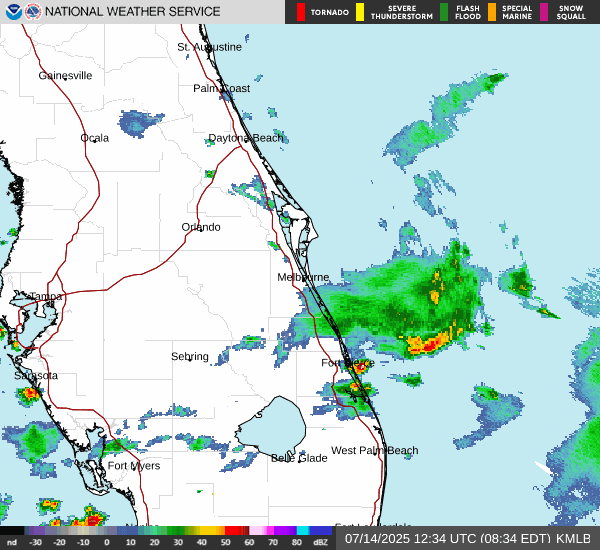 NATIONAL WEATHER SERVICE
TORNADO
SEVERE THUNDERSTORM
FLASH FLOOD
SPECIAL MARINE
SNOW SQUALL
St. Augustine
Gainesville
Palm Coast
Ocala
Daytona Beach
Orlando
Melbourne
Tampa
Sebring
Fort Pierce
Sarasota
West Palm Beach
Belle Glade
Fort Myers
nd -30 -20 -10 0 10 20 30 40 50 60 70 80 dBZ
07/14/2025 12:34 UTC (08:34 EDT) KMLB